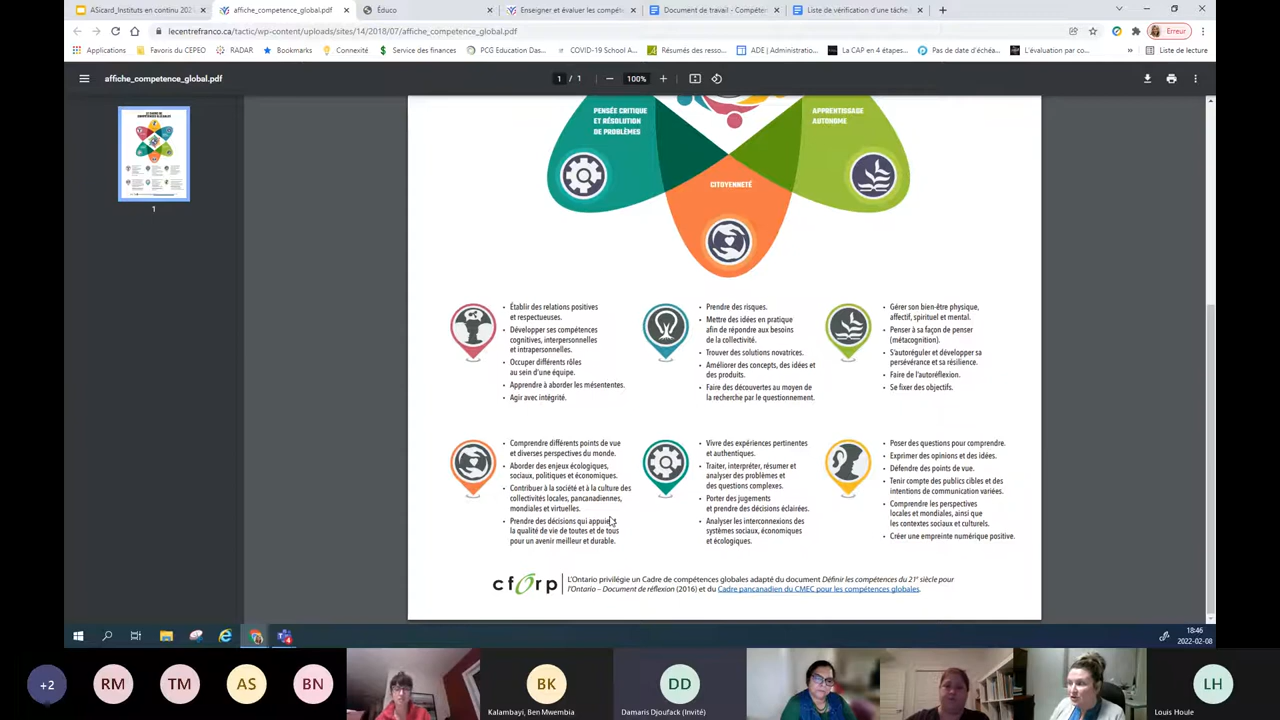 ASicard_Instituts en continu 202
affiche_competence_global.pdf
Éduco
Enseigner et évaluer les compéte
Document de travail - Compéten
Liste de vérification d'une tâche
lecentrefranco.ca/tactic/wp-content/uploads/sites/14/2018/07/affiche_competence_global.pdf
Erreur
Applications
Favoris du CEPEO
RADAR
Bookmarks
Connexité
Service des finances
PCG Education Das...
COVID-19 School A...
Résumés des resso...
ADE | (Administratio...
La CAP en 4 étapes...
Pas de date d'échéa...
L'évaluation par co...
Liste de lecture
affiche_competence_global.pdf
1 / 1
100%
1
PENSÉE CRITIQUE
ET RÉSOLUTION
DE PROBLÈMES
APPRENTISSAGE
AUTONOME
CITOYENNETÉ
• Établir des relations positives
et respectueuses.
• Développer ses compétences
cognitives, interpersonnelles
et intrapersonnelles.
• Occuper différents rôles
au sein d'une équipe.
• Apprendre à aborder les mésententes.
• Agir avec intégrité.
• Prendre des risques.
• Mettre des idées en pratique
afin de répondre aux besoins
de la collectivité.
• Trouver des solutions novatrices.
• Améliorer des concepts, des idées et
des produits.
• Faire des découvertes au moyen de
la recherche par le questionnement.
• Gérer son bien-être physique,
affectif, spirituel et mental.
• Penser à sa façon de penser
(métacognition).
• S'autoréguler et développer sa
persévérance et sa résilience.
• Faire de l'autoréflexion.
• Se fixer des objectifs.
• Comprendre différents points de vue
et diverses perspectives du monde.
• Aborder des enjeux écologiques,
sociaux, politiques et économiques.
• Contribuer à la société et à la culture des
collectivités locales, pancanadiennes,
mondiales et virtuelles.
• Prendre des décisions qui appuient
la qualité de vie de toutes et de tous
pour un avenir meilleur et durable.
• Vivre des expériences pertinentes
et authentiques.
• Traiter, interpréter, résumer et
analyser des problèmes et
des questions complexes.
• Porter des jugements
et prendre des décisions éclairées.
• Analyser les interconnexions des
systèmes sociaux, économiques
et écologiques.
• Poser des questions pour comprendre.
• Exprimer des opinions et des idées.
• Défendre des points de vue.
• Tenir compte des publics cibles et des
intentions de communication variées.
• Comprendre les perspectives
locales et mondiales, ainsi que
les contextes sociaux et culturels.
• Créer une empreinte numérique positive.
cforp
L'Ontario privilégie un Cadre de compétences globales adapté du document Définir les compétences du 21e siècle pour
l'Ontario – Document de réflexion (2016) et du Cadre pancanadien du CMEC pour les compétences globales.
18:46
2022-02-08
+2
RM
TM
AS
BN
BK
DD
LH
Kalambayi, Ben Mwembia
Damaris Djoufack (Invité)
Louis Houle